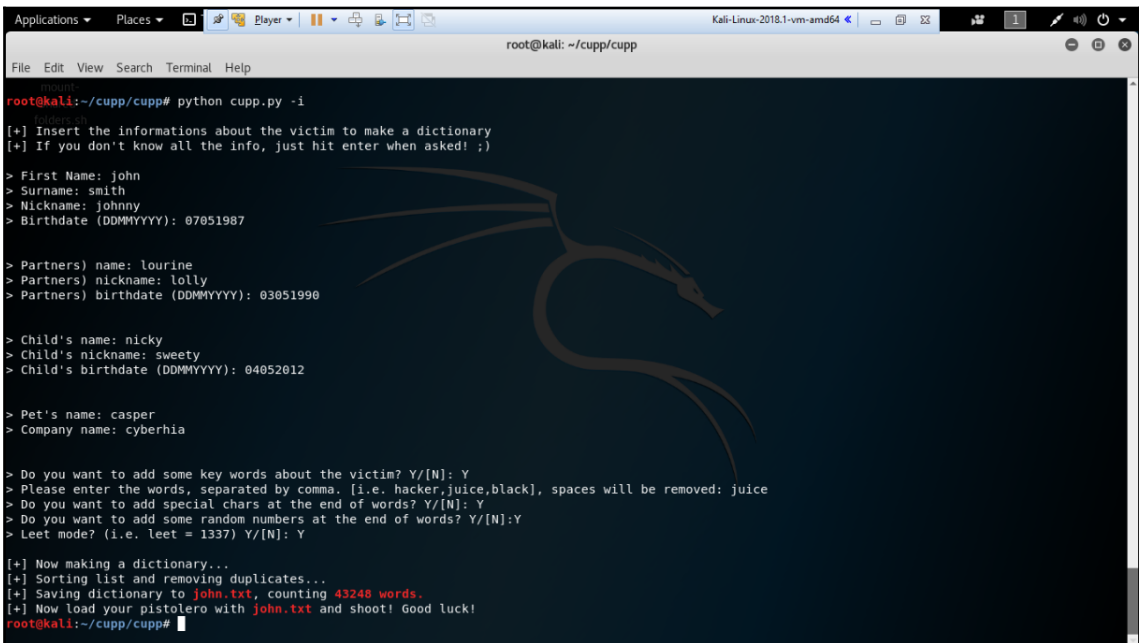 Applications Places Player Kali-Linux-2018.1-vm-amd64 1
root@kali: ~/cupp/cupp
File Edit View Search Terminal Help
mount-
root@kali:~/cupp/cupp# python cupp.py -i
folders.sh
[+] Insert the informations about the victim to make a dictionary
[+] If you don't know all the info, just hit enter when asked! ;)
> First Name: john
> Surname: smith
> Nickname: johnny
> Birthdate (DDMMYYYY): 07051987
> Partners) name: lourine
> Partners) nickname: lolly
> Partners) birthdate (DDMMYYYY): 03051990
> Child's name: nicky
> Child's nickname: sweety
> Child's birthdate (DDMMYYYY): 04052012
> Pet's name: casper
> Company name: cyberhia
> Do you want to add some key words about the victim? Y/[N]: Y
> Please enter the words, separated by comma. [i.e. hacker,juice,black], spaces will be removed: juice
> Do you want to add special chars at the end of words? Y/[N]: Y
> Do you want to add some random numbers at the end of words? Y/[N]:Y
> Leet mode? (i.e. leet = 1337) Y/[N]: Y
[+] Now making a dictionary...
[+] Sorting list and removing duplicates...
[+] Saving dictionary to john.txt, counting 43248 words.
[+] Now load your pistolero with john.txt and shoot! Good luck!
root@kali:~/cupp/cupp#